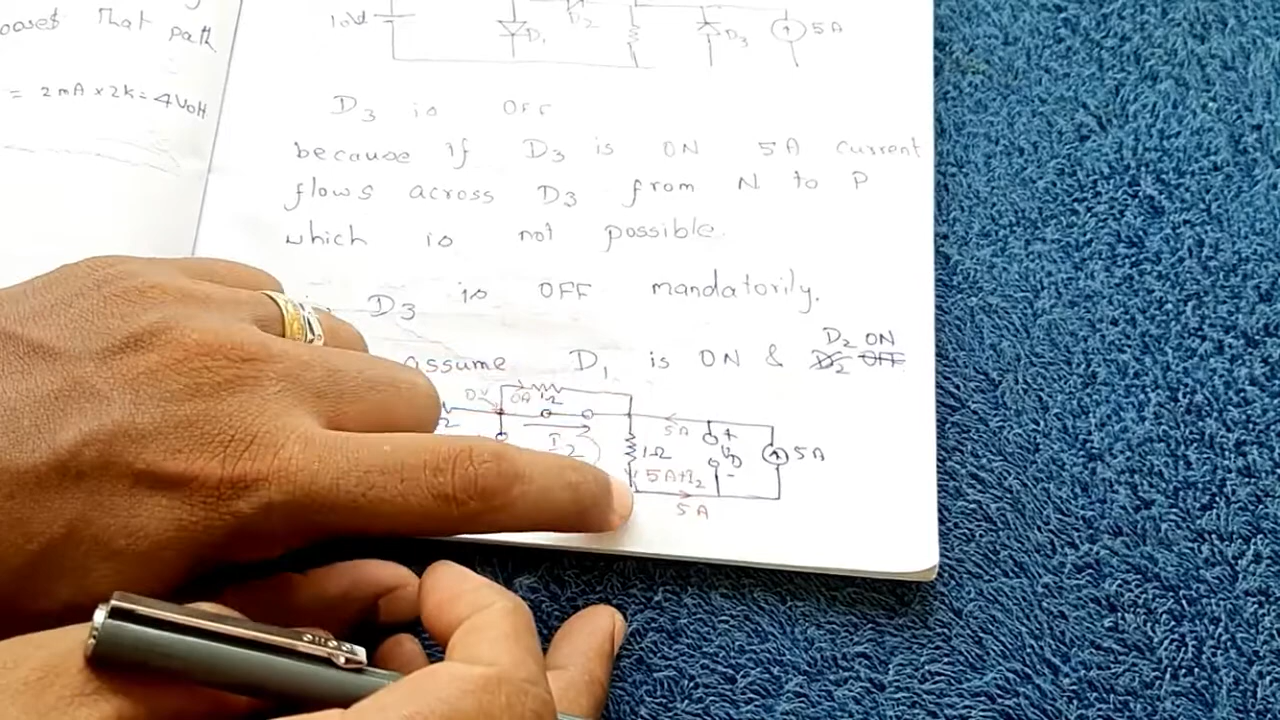 That path
= 2mA × 2k = 4Volt
10V
D1
D2
D3
5A
D3 is OFF
because if D3 is ON 5A current
flows across D3 from N to P
which is not possible.
D3 is OFF mandatorily.
assume D1 is ON & D2 OFF
D2 ON
0V
0A
1Ω
Ω
I2
1Ω
5A
5A+I2
5A
+
VD
-
5A